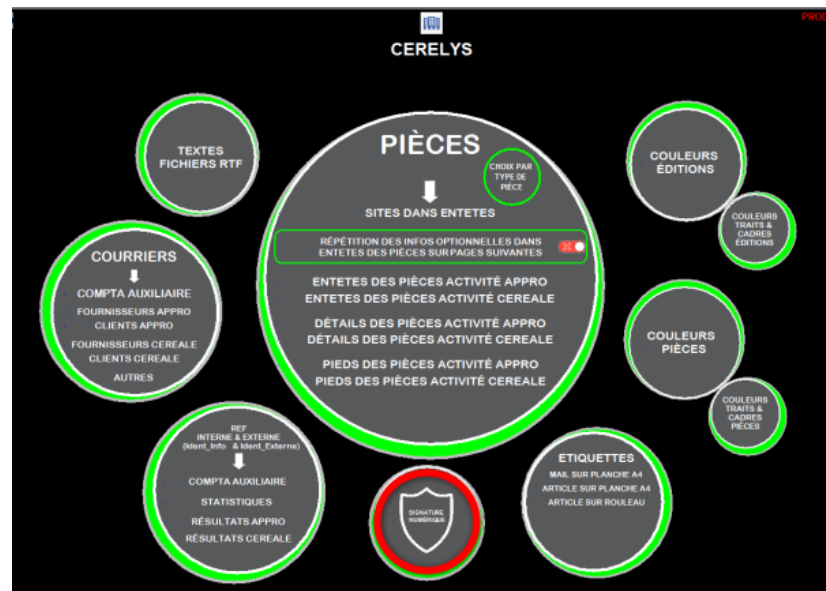 PROD
CERELYS
TEXTES
FICHIERS RTF
PIÈCES
CHOIX PAR
TYPE DE
PIÈCE
SITES DANS ENTETES
RÉPÉTITION DES INFOS OPTIONNELLES DANS
ENTETES DES PIÈCES SUR PAGES SUIVANTES
ENTETES DES PIÈCES ACTIVITÉ APPRO
ENTETES DES PIÈCES ACTIVITÉ CEREALE
DÉTAILS DES PIÈCES ACTIVITÉ APPRO
DÉTAILS DES PIÈCES ACTIVITÉ CEREALE
PIEDS DES PIÈCES ACTIVITÉ APPRO
PIEDS DES PIÈCES ACTIVITÉ CEREALE
COULEURS
ÉDITIONS
COULEURS
TRAITS &
CADRES
ÉDITIONS
COURRIERS
COMPTA AUXILIAIRE
FOURNISSEURS APPRO
CLIENTS APPRO
FOURNISSEURS CEREALE
CLIENTS CEREALE
AUTRES
COULEURS
PIÈCES
COULEURS
TRAITS &
CADRES
PIÈCES
REF
INTERNE & EXTERNE
(Ident_Info & Ident_Externe)
COMPTA AUXILIAIRE
STATISTIQUES
RÉSULTATS APPRO
RÉSULTATS CEREALE
SIGNATURE
NUMÉRIQUE
ETIQUETTES
MAIL SUR PLANCHE A4
ARTICLE SUR PLANCHE A4
ARTICLE SUR ROULEAU